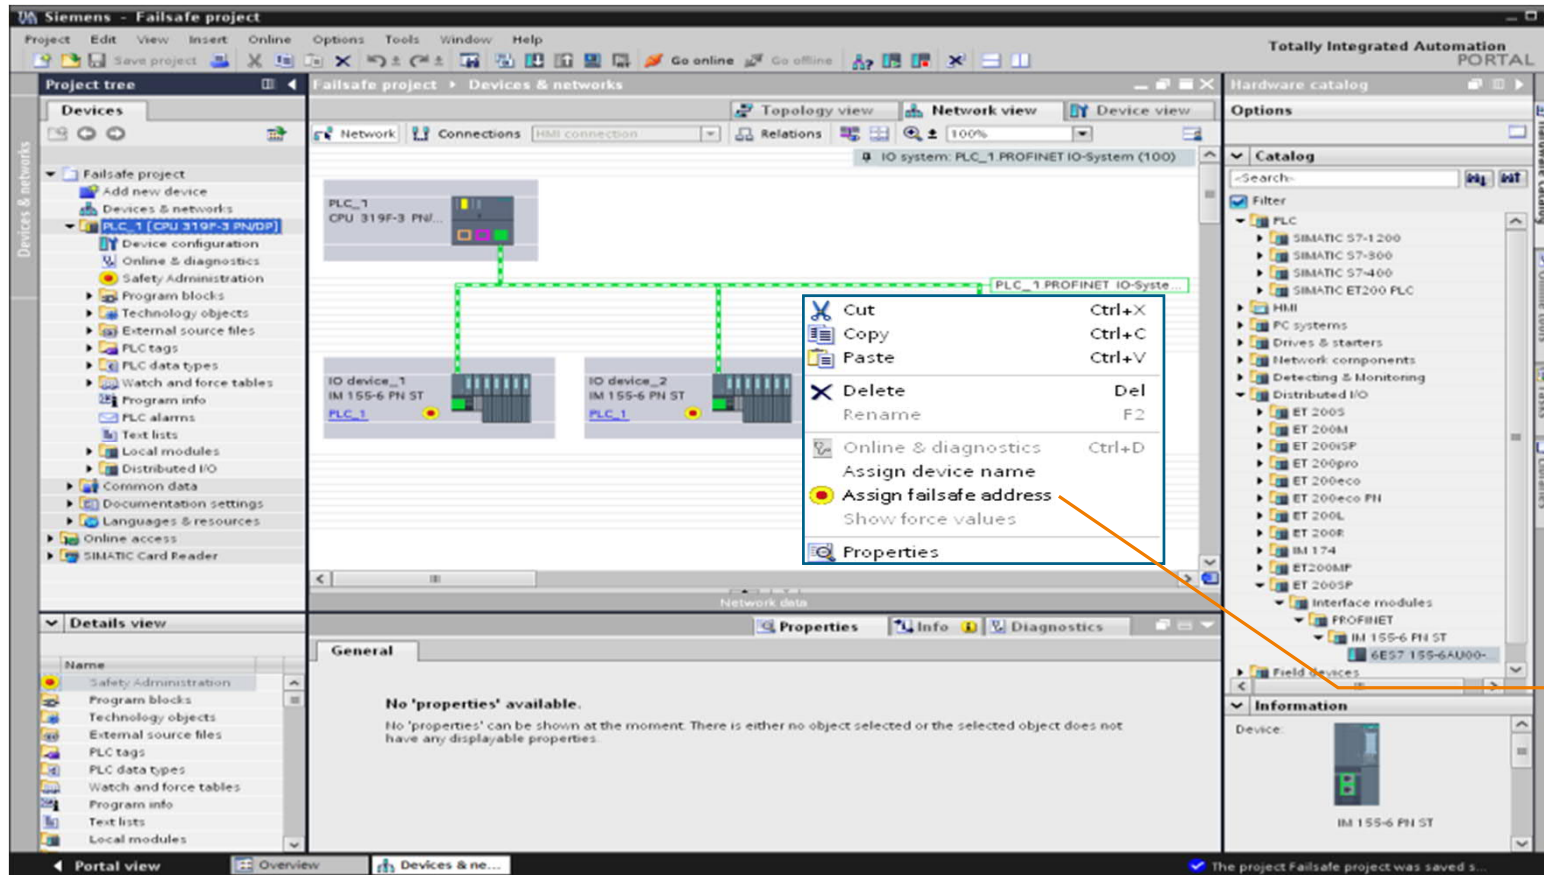 Siemens - Failsafe project
Project Edit View Insert Online Options Tools Window Help
Totally Integrated Automation
PORTAL
Save project Go online Go offline
Project tree
Devices
Devices & networks
Failsafe project
Add new device
Devices & networks
PLC_1 [CPU 319F-3 PN/DP]
Device configuration
Online & diagnostics
Safety Administration
Program blocks
Technology objects
External source files
PLC tags
PLC data types
Watch and force tables
Program info
PLC alarms
Text lists
Local modules
Distributed I/O
Common data
Documentation settings
Languages & resources
Online access
SIMATIC Card Reader
Details view
Name
Safety Administration
Program blocks
Technology objects
External source files
PLC tags
PLC data types
Watch and force tables
Program info
Text lists
Local modules
Failsafe project Devices & networks
Topology view Network view Device view
Network Connections HMI connection Relations 100%
IO system: PLC_1.PROFINET IO-System (100)
PLC_1
CPU 319F-3 PN/...
PLC_1.PROFINET IO-Syste...
IO device_1
IM 155-6 PN ST
PLC_1
IO device_2
IM 155-6 PN ST
PLC_1
Cut Ctrl+X
Copy Ctrl+C
Paste Ctrl+V
Delete Del
Rename F2
Online & diagnostics Ctrl+D
Assign device name
Assign failsafe address
Show force values
Properties
Network data
Properties Info Diagnostics
General
No 'properties' available.
No 'properties' can be shown at the moment. There is either no object selected or the selected object does not
have any displayable properties.
Hardware catalog
Options
Catalog
<Search>
Filter
PLC
SIMATIC S7-1200
SIMATIC S7-300
SIMATIC S7-400
SIMATIC ET200 PLC
HMI
PC systems
Drives & starters
Network components
Detecting & Monitoring
Distributed I/O
ET 200S
ET 200M
ET 200iSP
ET 200pro
ET 200eco
ET 200eco PN
ET 200L
ET 200R
IM 174
ET200MP
ET 200SP
Interface modules
PROFINET
IM 155-6 PN ST
6ES7 155-6AU00-...
Field devices
Information
Device:
IM 155-6 PN ST
Hardware catalog
Online tools
Tasks
Libraries
Portal view Overview Devices & ne... The project Failsafe project was saved s...